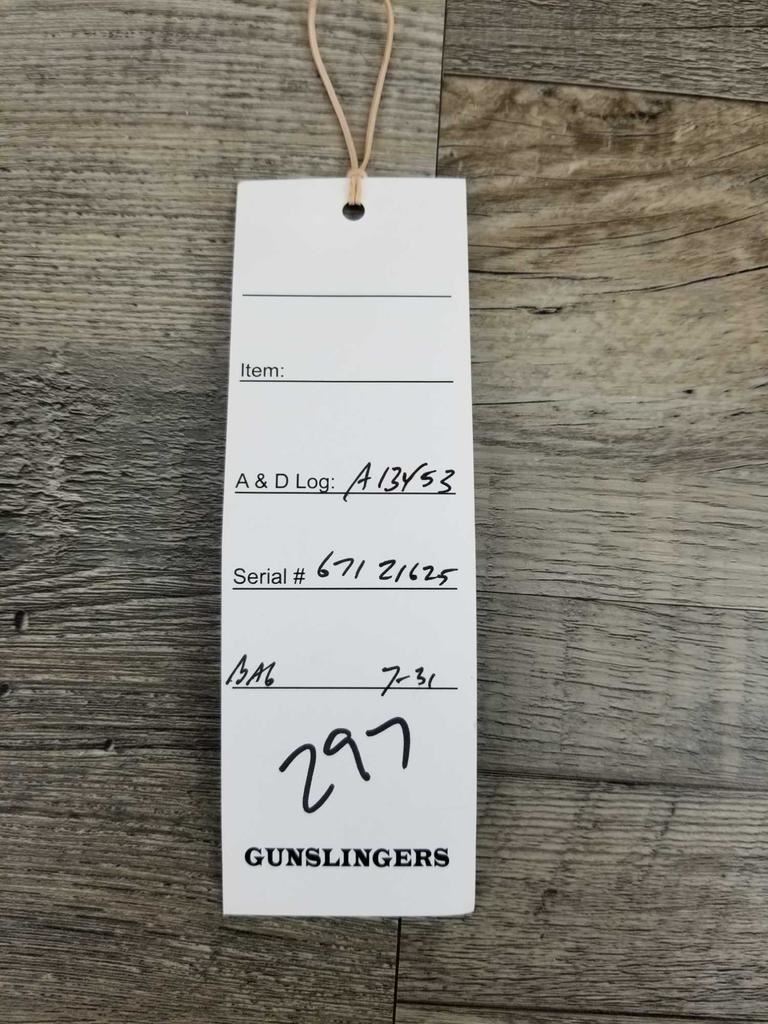 Item:
A & D Log: A13453
Serial # 671 21625
BAG 7-31
297
GUNSLINGERS